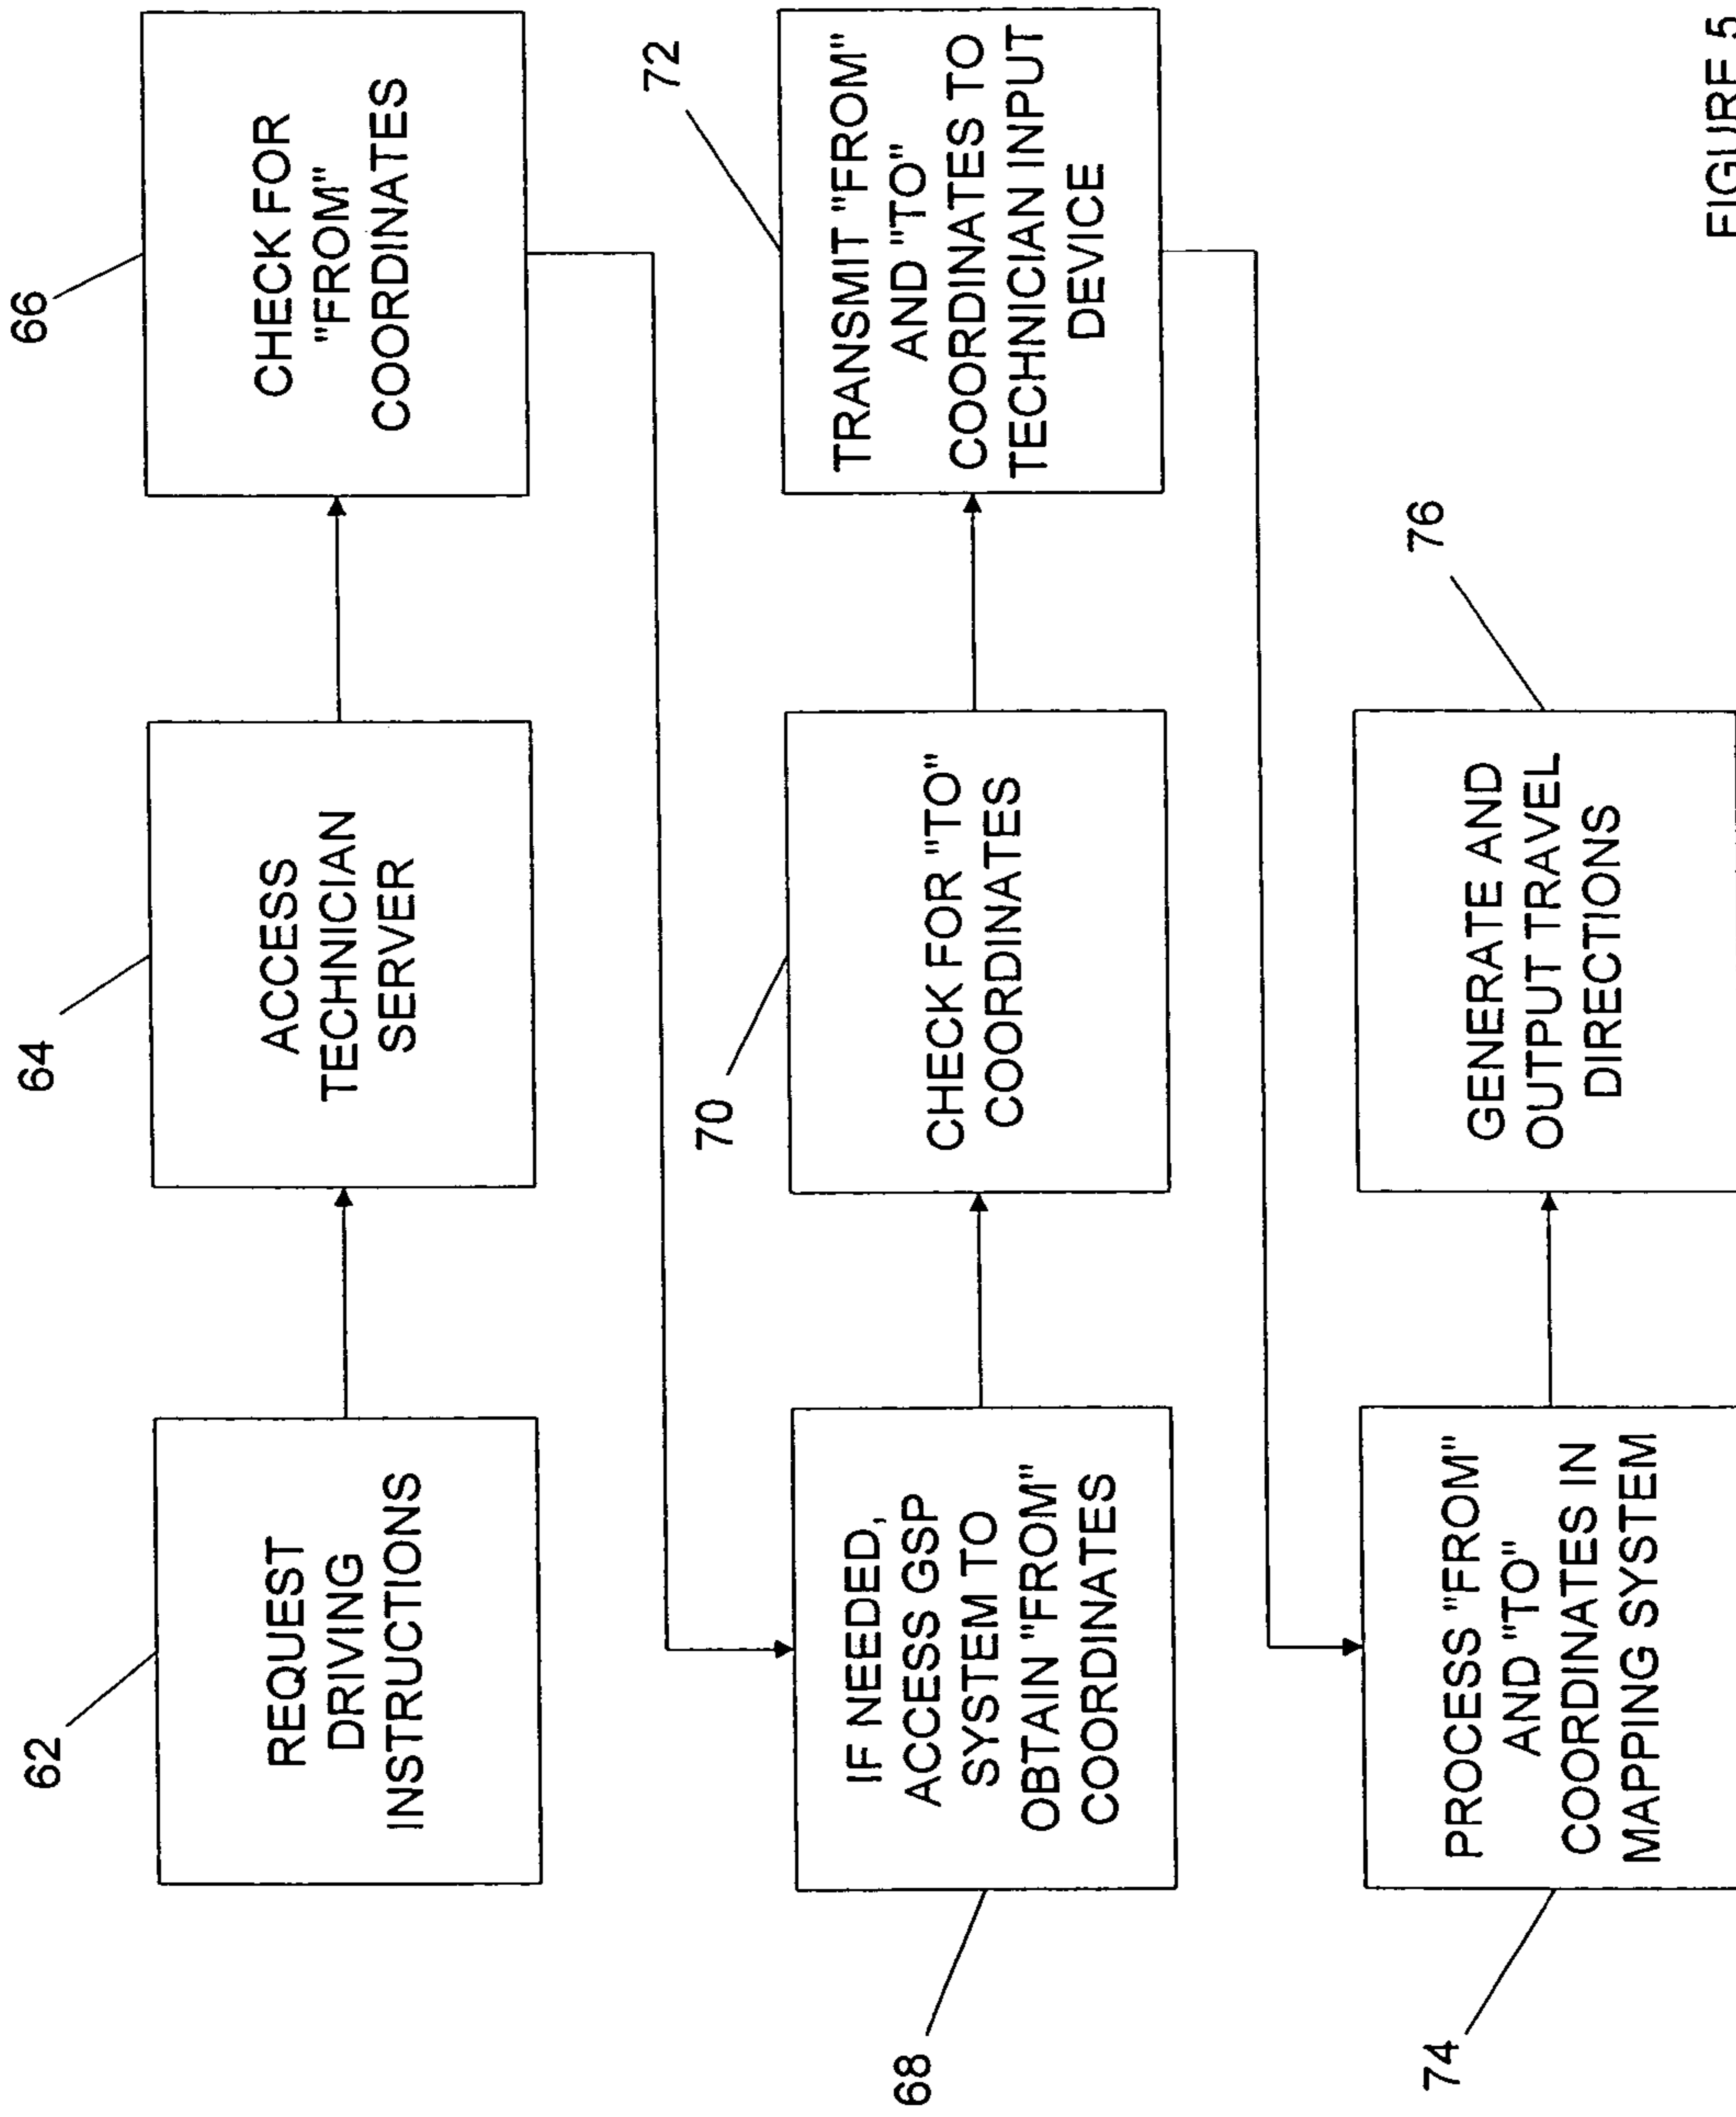 62
REQUEST
DRIVING
INSTRUCTIONS
64
ACCESS
TECHNICIAN
SERVER
66
CHECK FOR
"FROM"
COORDINATES
68
IF NEEDED,
ACCESS GSP
SYSTEM TO
OBTAIN "FROM"
COORDINATES
70
CHECK FOR "TO"
COORDINATES
72
TRANSMIT "FROM"
AND "TO"
COORDINATES TO
TECHNICIAN INPUT
DEVICE
74
PROCESS "FROM"
AND "TO"
COORDINATES IN
MAPPING SYSTEM
76
GENERATE AND
OUTPUT TRAVEL
DIRECTIONS
FIGURE 5